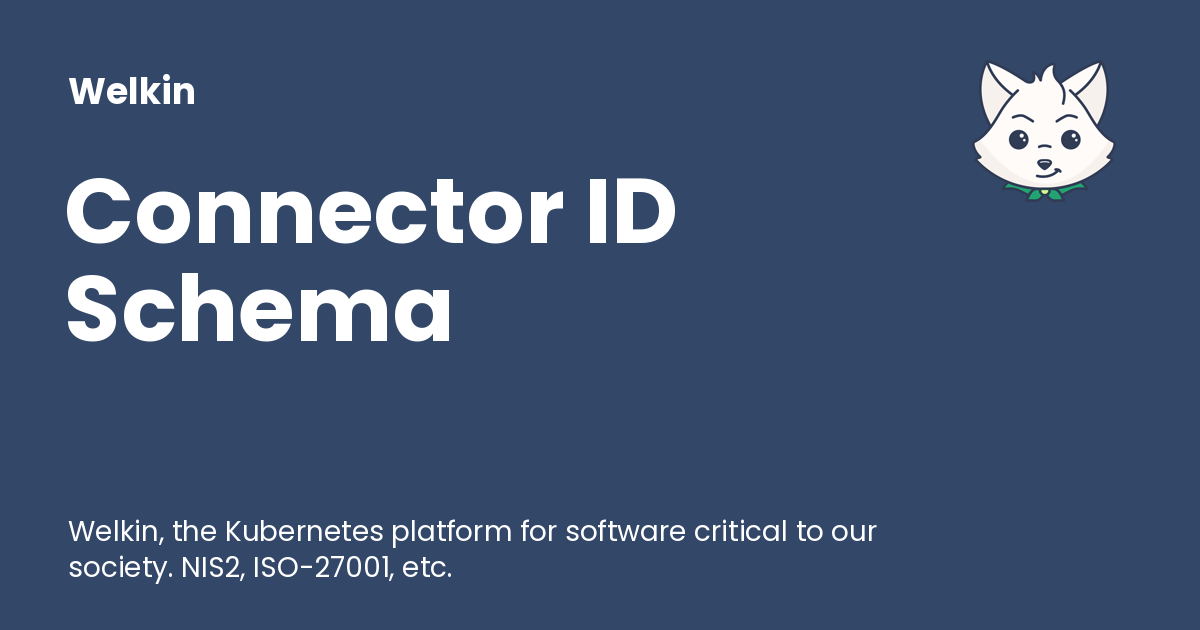 Welkin
Connector ID
Schema
Welkin, the Kubernetes platform for software critical to our
society. NIS2, ISO-27001, etc.